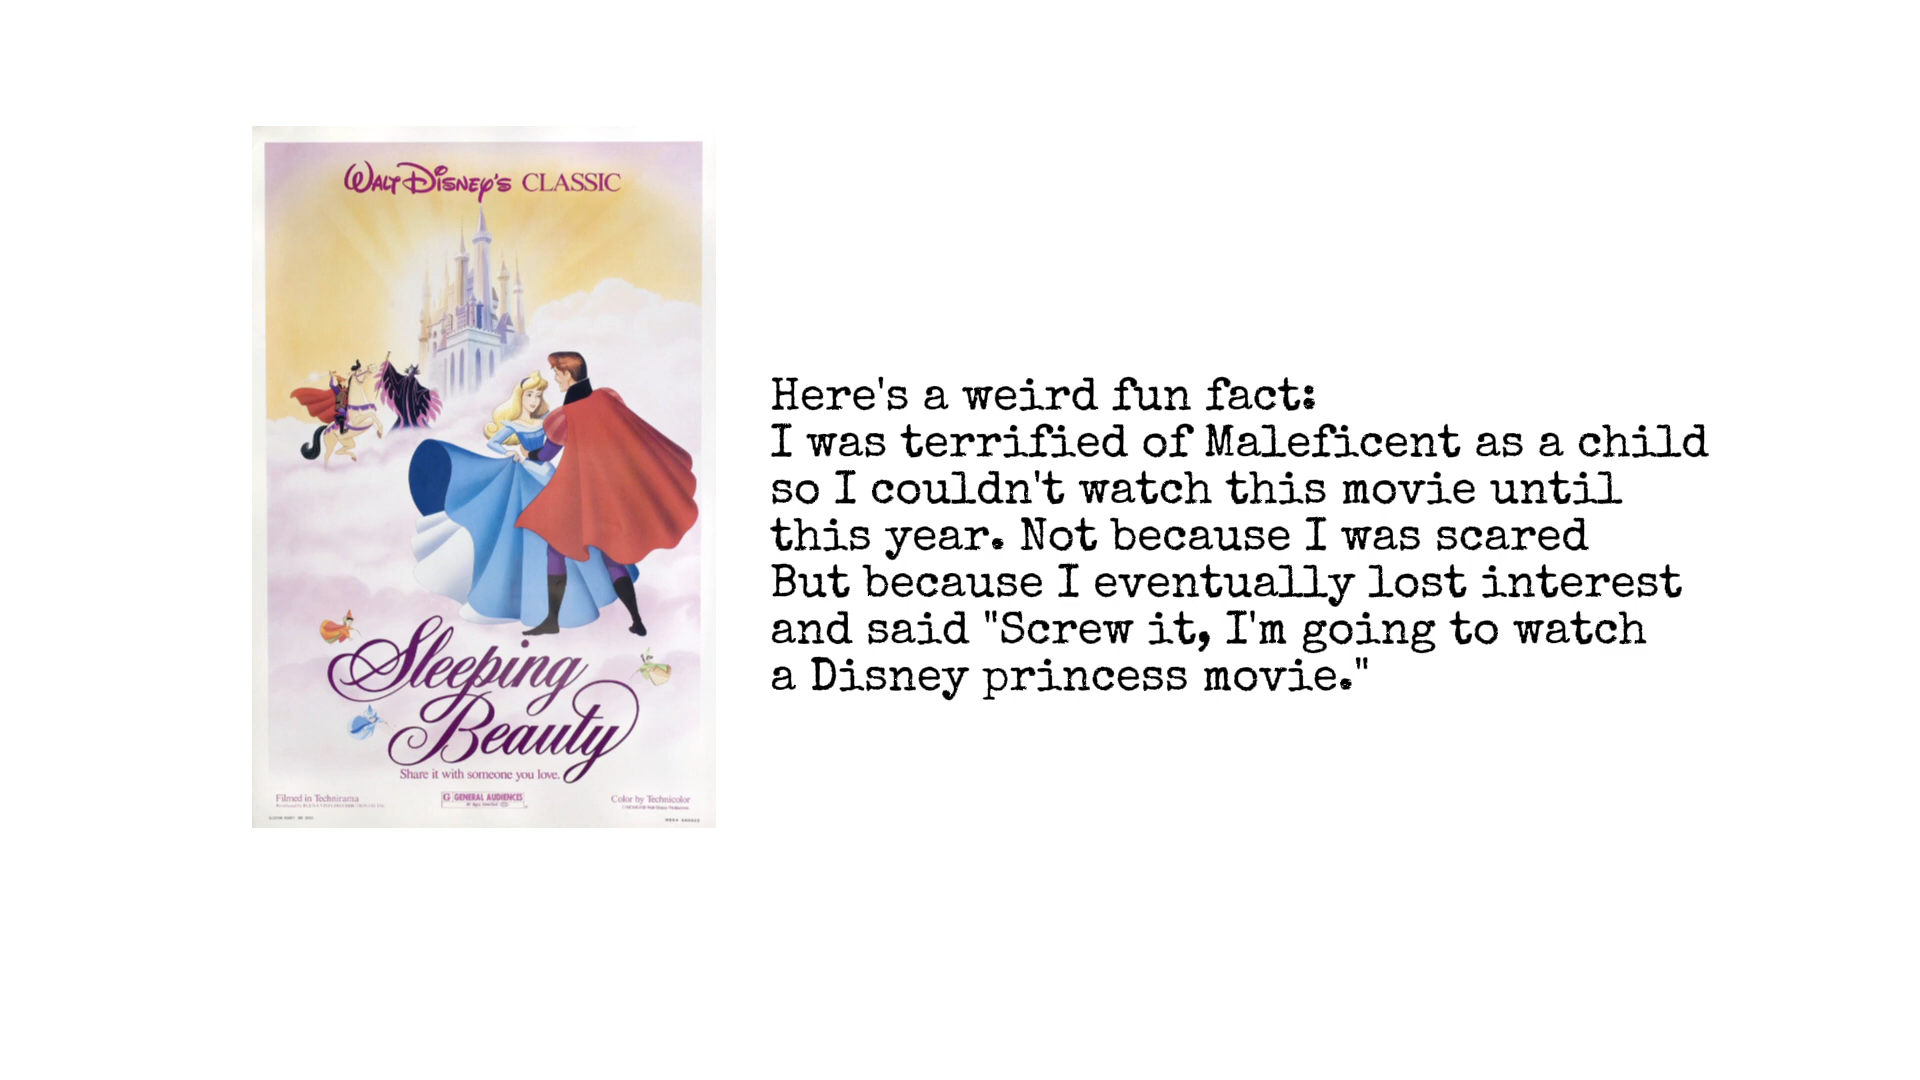 Walt Disney's CLASSIC
Sleeping
Beauty
Share it with someone you love.
Filmed in Technirama
G GENERAL AUDIENCES
Color by Technicolor
Here's a weird fun fact:
I was terrified of Maleficent as a child
so I couldn't watch this movie until
this year. Not because I was scared
But because I eventually lost interest
and said "Screw it, I'm going to watch
a Disney princess movie."